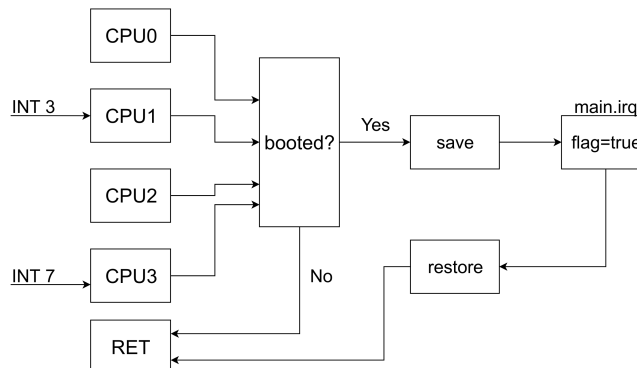 CPU0
INT 3
CPU1
CPU2
INT 7
CPU3
RET
booted?
Yes
No
save
main.irq
flag=true
restore